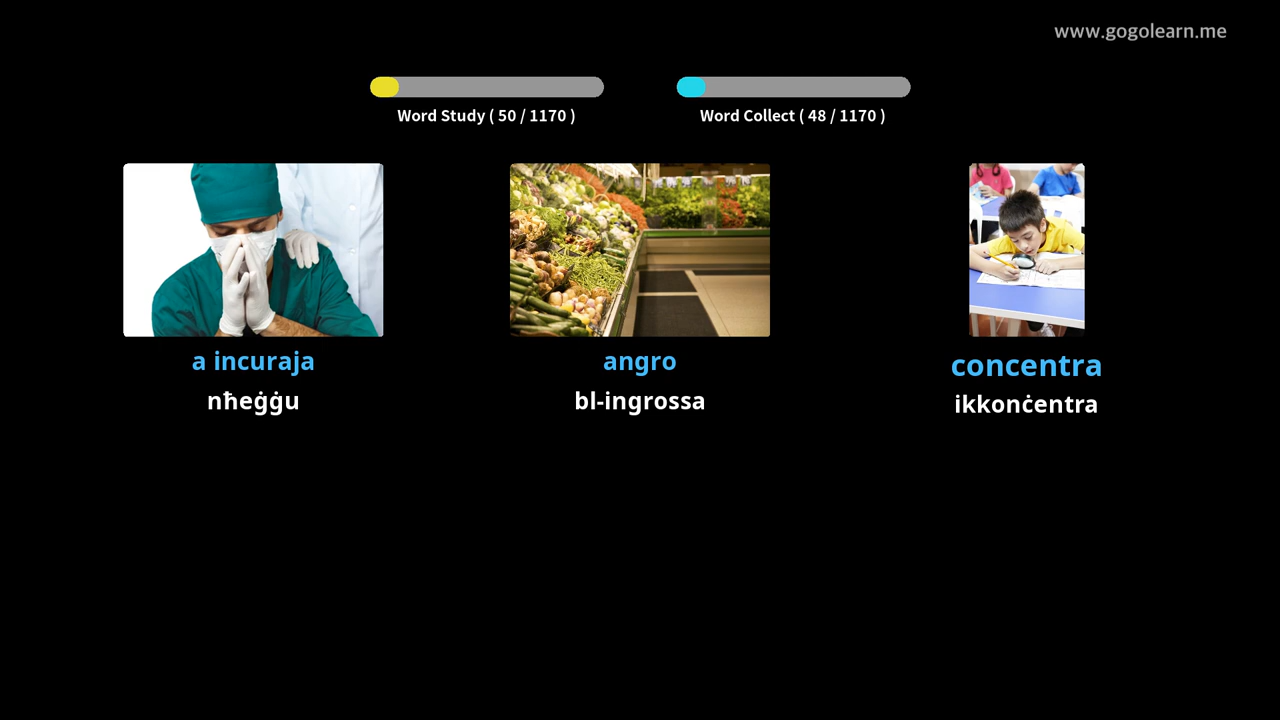 www.gogolearn.me
Word Study ( 50 / 1170 )
Word Collect ( 48 / 1170 )
a incuraja
nħeġġu
angro
bl-ingrossa
concentra
ikkonċentra